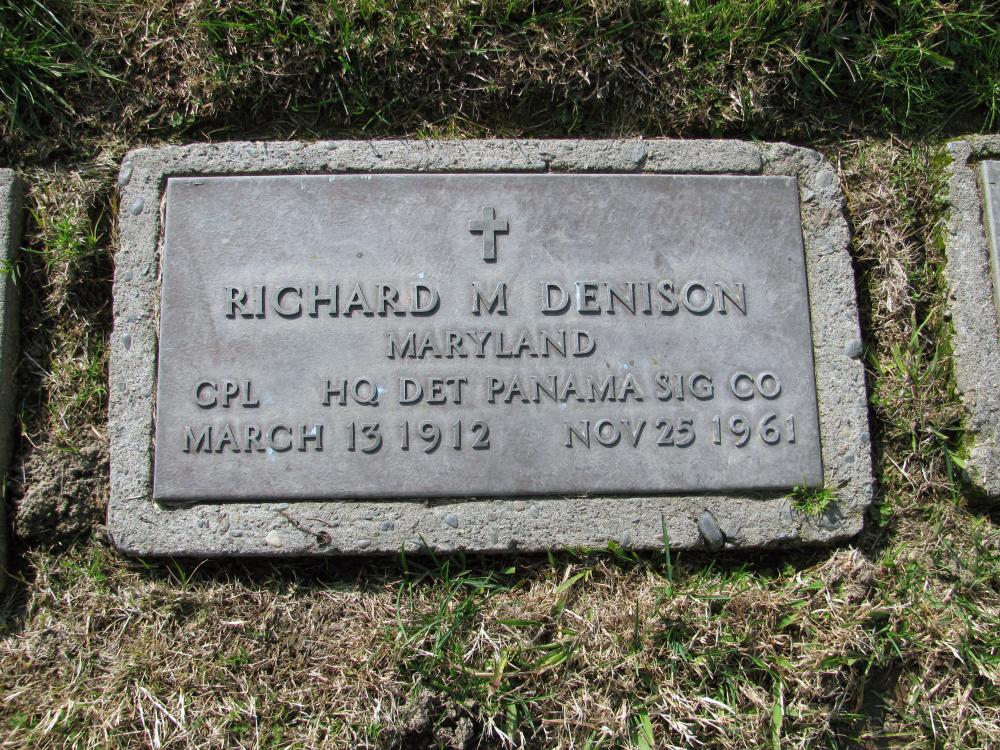 RICHARD M DENISON
MARYLAND
CPL HQ DET PANAMA SIG CO
MARCH 13 1912 NOV 25 1961